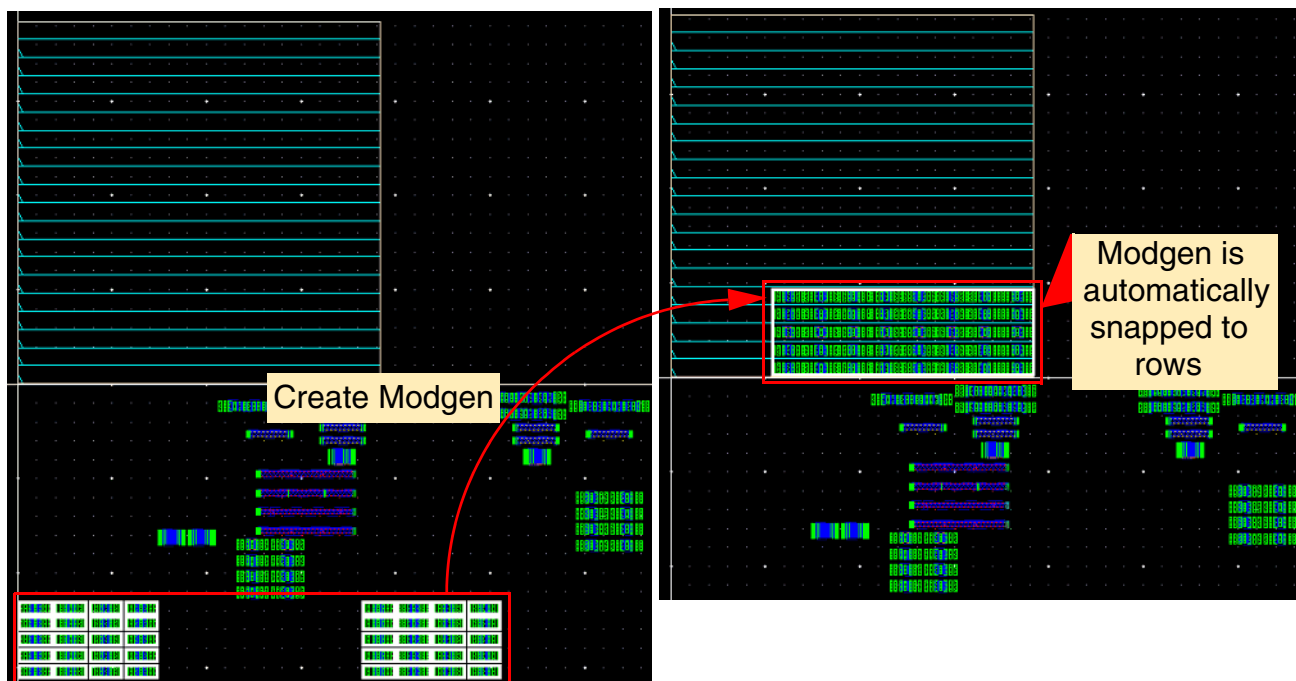 Create Modgen
Modgen is
automatically
snapped to
rows